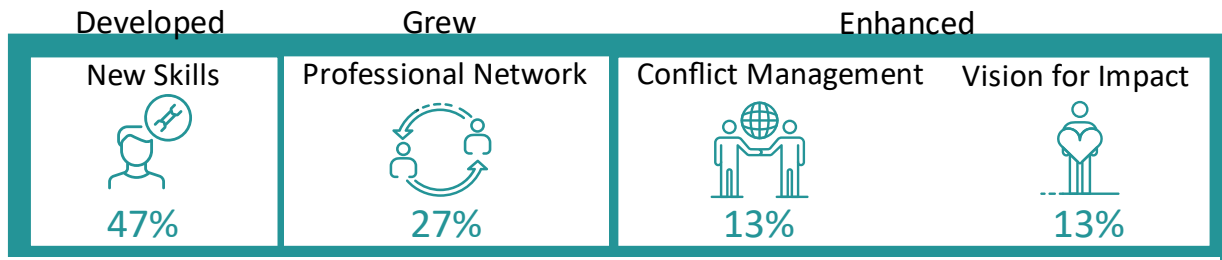 Developed
Grew
Enhanced
New Skills
Professional Network
Conflict Management
Vision for Impact
47%
27%
13%
13%